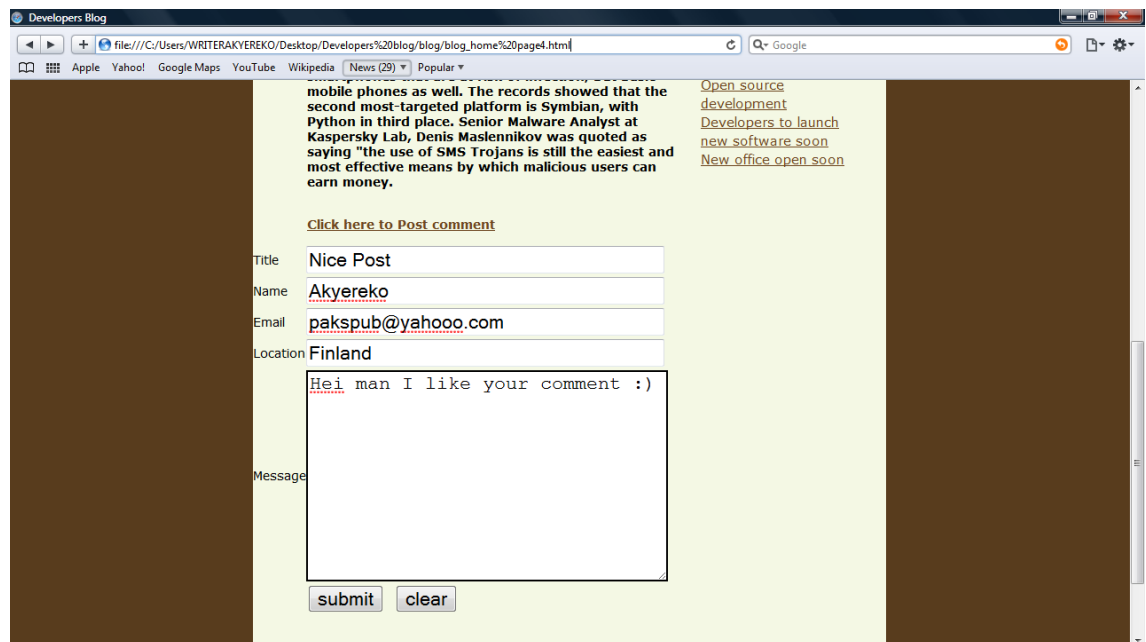 Developers Blog
file:///C:/Users/WRITERAKYEREKO/Desktop/Developers%20blog/blog/blog_home%20page4.html
Google
Apple Yahoo! Google Maps YouTube Wikipedia News (29) Popular
mobile phones as well. The records showed that the
second most-targeted platform is Symbian, with
Python in third place. Senior Malware Analyst at
Kaspersky Lab, Denis Maslennikov was quoted as
saying "the use of SMS Trojans is still the easiest and
most effective means by which malicious users can
earn money.
Open source
development
Developers to launch
new software soon
New office open soon
Click here to Post comment
Title Nice Post
Name Akyereko
Email pakspub@yahooo.com
Location Finland
Message Hei man I like your comment :)
submit clear